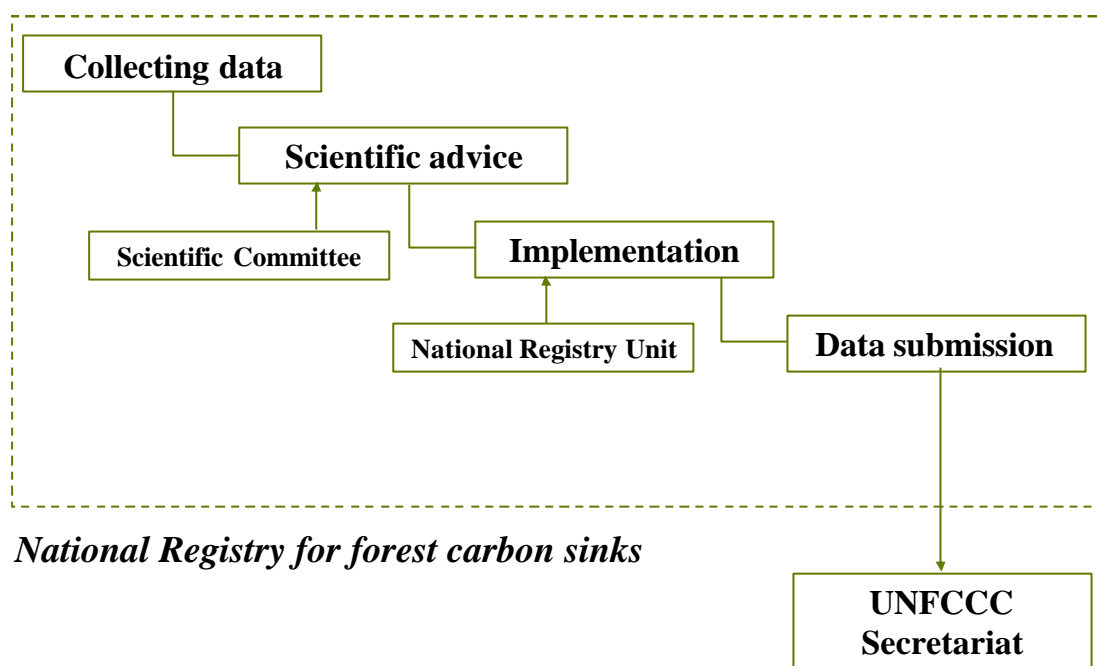 Collecting data
Scientific advice
Scientific Committee
Implementation
National Registry Unit
Data submission
National Registry for forest carbon sinks
UNFCCC
Secretariat